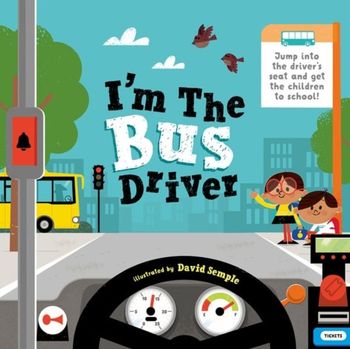 Jump into
the driver's
seat and get
the children
to school!
I'm The
Bus
Driver
illustrated by David Semple
TICKETS